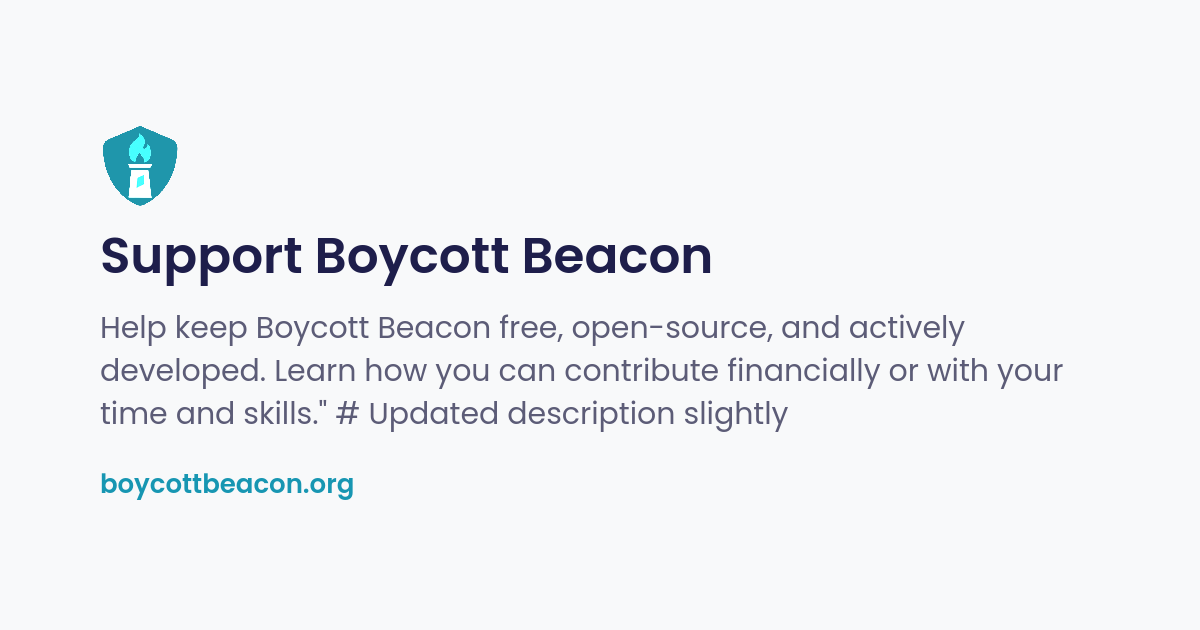 Support Boycott Beacon
Help keep Boycott Beacon free, open-source, and actively
developed. Learn how you can contribute financially or with your
time and skills." # Updated description slightly
boycottbeacon.org